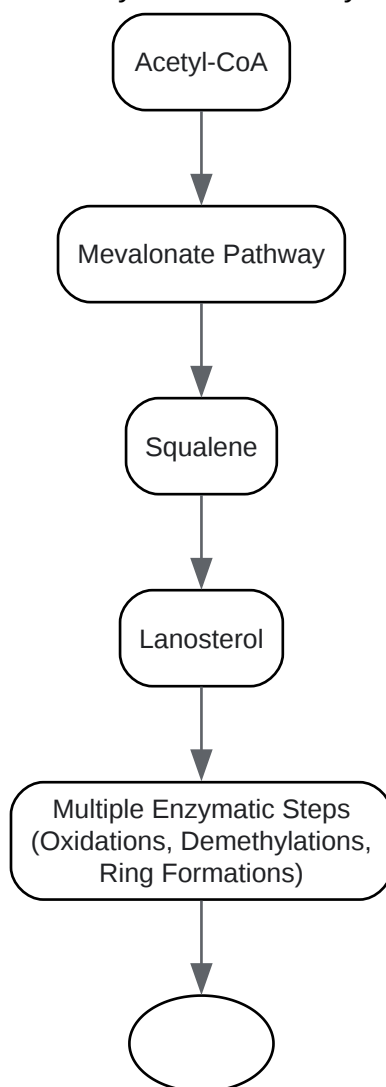 Acetyl-CoA
Mevalonate Pathway
Squalene
Lanosterol
Multiple Enzymatic Steps
(Oxidations, Demethylations,
Ring Formations)